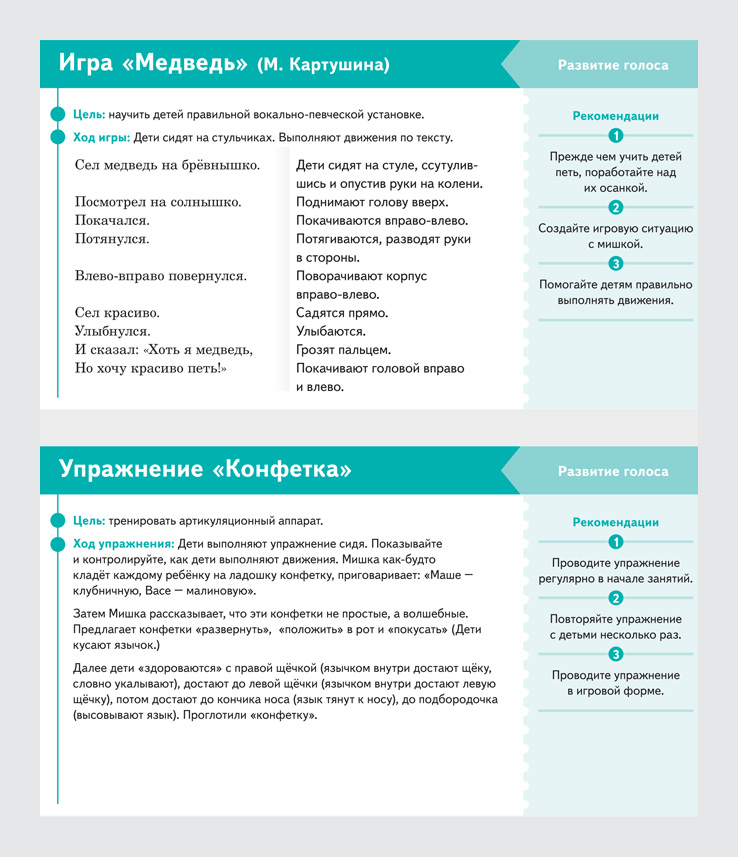 Игра «Медведь» (М. Картушина)
Развитие голоса
Цель: научить детей правильной вокально-певческой установке.
Ход игры: Дети сидят на стульчиках. Выполняют движения по тексту.
Сел медведь на брёвнышко.
Дети сидят на стуле, ссутулив-
шись и опустив руки на колени.
Посмотрел на солнышко.
Поднимают голову вверх.
Покачался.
Покачиваются вправо-влево.
Потянулся.
Потягиваются, разводят руки
в стороны.
Влево-вправо повернулся.
Поворачивают корпус
вправо-влево.
Сел красиво.
Садятся прямо.
Улыбнулся.
Улыбаются.
И сказал: «Хоть я медведь,
Грозят пальцем.
Но хочу красиво петь!»
Покачивают головой вправо
и влево.
Рекомендации
1
Прежде чем учить детей
петь, поработайте над
их осанкой.
2
Создайте игровую ситуацию
с мишкой.
3
Помогайте детям правильно
выполнять движения.
Упражнение «Конфетка»
Развитие голоса
Цель: тренировать артикуляционный аппарат.
Ход упражнения: Дети выполняют упражнение сидя. Показывайте
и контролируйте, как дети выполняют движения. Мишка как-будто
кладёт каждому ребёнку на ладошку конфетку, приговаривает: «Маше —
клубничную, Васе — малиновую».
Затем Мишка рассказывает, что эти конфетки не простые, а волшебные.
Предлагает конфетки «развернуть», «положить» в рот и «покусать» (Дети
кусают язычок.)
Далее дети «здороваются» с правой щёчкой (язычком внутри достают щёку,
словно укалывают), достают до левой щёчки (язычком внутри достают левую
щёчку), потом достают до кончика носа (язык тянут к носу), до подбородочка
(высовывают язык). Проглотили «конфетку».
Рекомендации
1
Проводите упражнение
регулярно в начале занятий.
2
Повторяйте упражнение
с детьми несколько раз.
3
Проводите упражнение
в игровой форме.